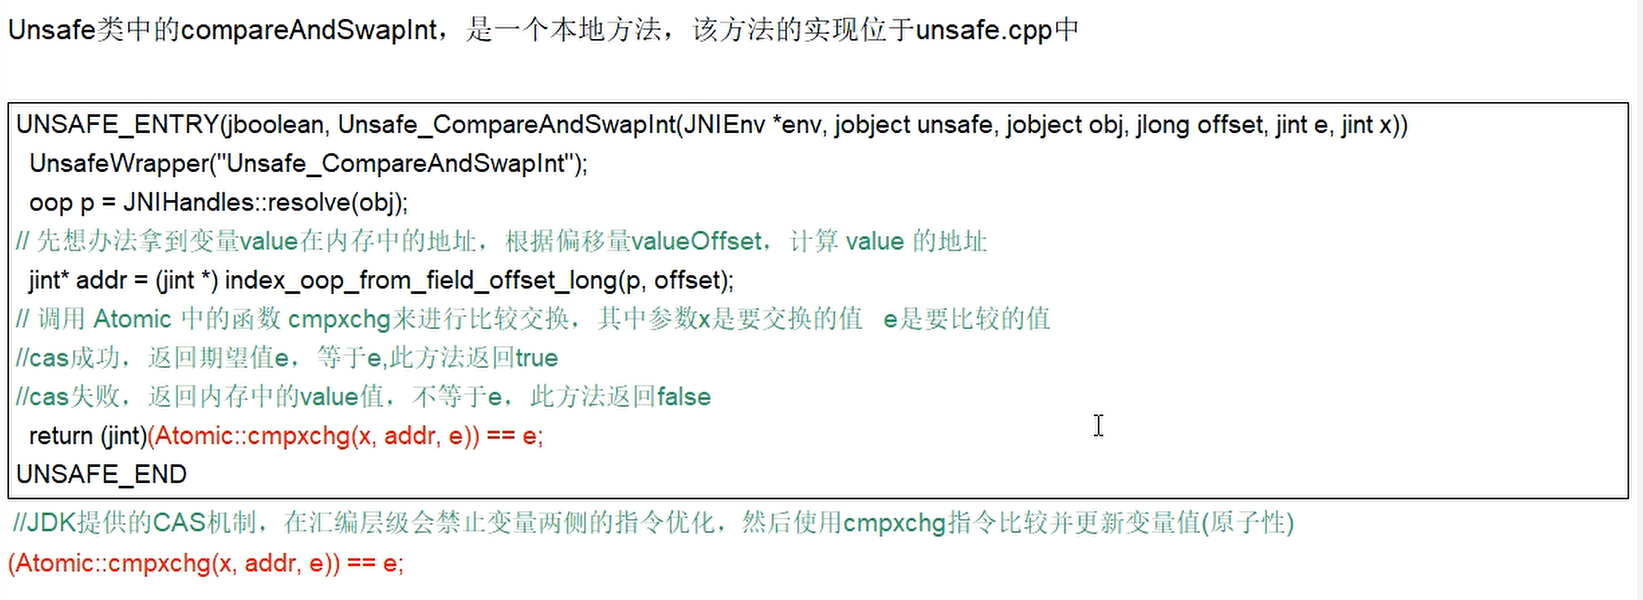 Unsafe类中的compareAndSwapInt，是一个本地方法，该方法的实现位于unsafe.cpp中
UNSAFE_ENTRY(jboolean, Unsafe_CompareAndSwapInt(JNIEnv *env, jobject unsafe, jobject obj, jlong offset, jint e, jint x))
UnsafeWrapper("Unsafe_CompareAndSwapInt");
oop p = JNIHandles::resolve(obj);
// 先想办法拿到变量value在内存中的地址，根据偏移量valueOffset，计算 value 的地址
jint* addr = (jint *) index_oop_from_field_offset_long(p, offset);
// 调用 Atomic 中的函数 cmpxchg来进行比较交换，其中参数x是要交换的值 e是要比较的值
//cas成功，返回期望值e，等于e,此方法返回true
//cas失败，返回内存中的value值，不等于e，此方法返回false
return (jint)(Atomic::cmpxchg(x, addr, e)) == e;
UNSAFE_END
//JDK提供的CAS机制，在汇编层级会禁止变量两侧的指令优化，然后使用cmpxchg指令比较并更新变量值(原子性)
(Atomic::cmpxchg(x, addr, e)) == e;